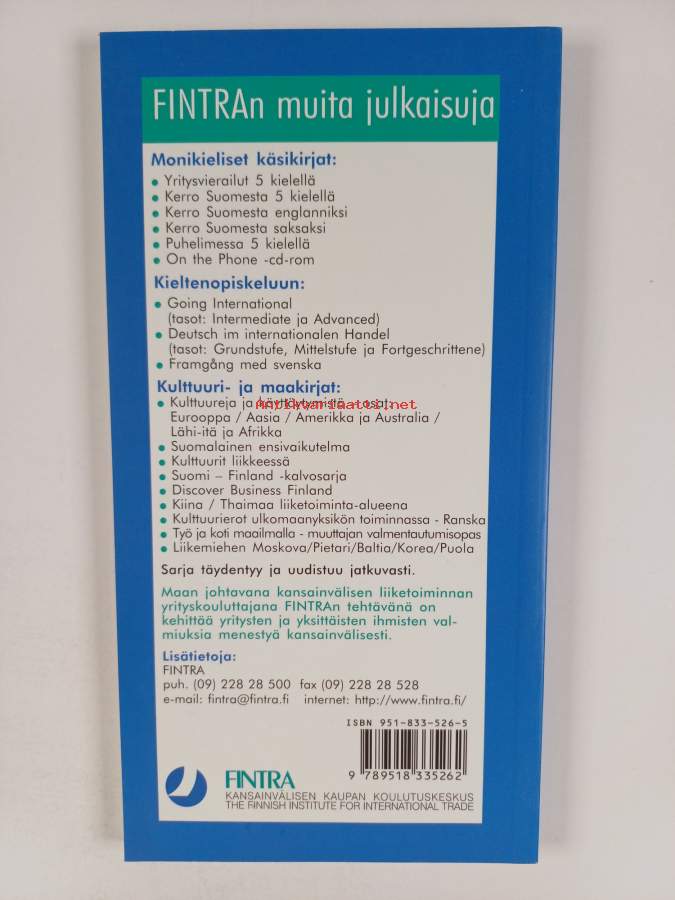 FINTRAn muita julkaisuja
Monikieliset käsikirjat:
• Yritysvierailut 5 kielellä
• Kerro Suomesta 5 kielellä
• Kerro Suomesta englanniksi
• Kerro Suomesta saksaksi
• Puhelimessa 5 kielellä
• On the Phone -cd-rom
Kieltenopiskeluun:
• Going International
(tasot: Intermediate ja Advanced)
• Deutsch im internationalen Handel
(tasot: Grundstufe, Mittelstufe ja Fortgeschrittene)
• Framgång med svenska
Kulttuuri- ja maakirjat:
• Kulttuureja ja käyttäytymistä - osat:
antikvariaatti.net
Eurooppa / Aasia / Amerikka ja Australia /
Lähi-itä ja Afrikka
• Suomalainen ensivaikutelma
• Kulttuurit liikkeessä
• Suomi – Finland -kalvosarja
• Discover Business Finland
• Kiina / Thaimaa liiketoiminta-alueena
• Kulttuurierot ulkomaanyksikön toiminnassa - Ranska
• Työ ja koti maailmalla - muuttajan valmentautumisopas
• Liikemiehen Moskova/Pietari/Baltia/Korea/Puola
Sarja täydentyy ja uudistuu jatkuvasti.
Maan johtavana kansainvälisen liiketoiminnan
yrityskouluttajana FINTRAn tehtävänä on
kehittää yritysten ja yksittäisten ihmisten val-
miuksia menestyä kansainvälisesti.
Lisätietoja:
FINTRA
puh. (09) 228 28 500 fax (09) 228 28 528
e-mail: fintra@fintra.fi internet: http://www.fintra.fi/
ISBN 951-833-526-5
9 789518 335262
FINTRA
KANSAINVÄLISEN KAUPAN KOULUTUSKESKUS
THE FINNISH INSTITUTE FOR INTERNATIONAL TRADE